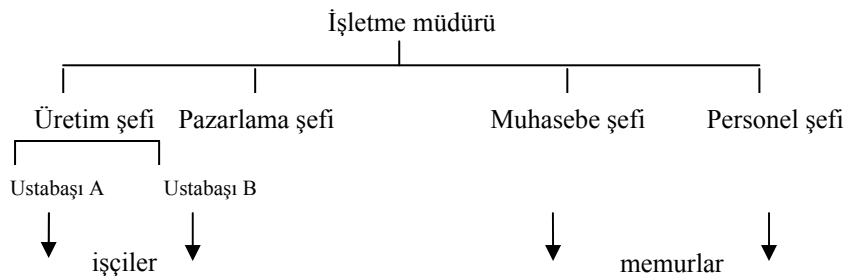 İşletme müdürü
Üretim şefi Pazarlama şefi Muhasebe şefi Personel şefi
Ustabaşı A Ustabaşı B
işçiler memurlar